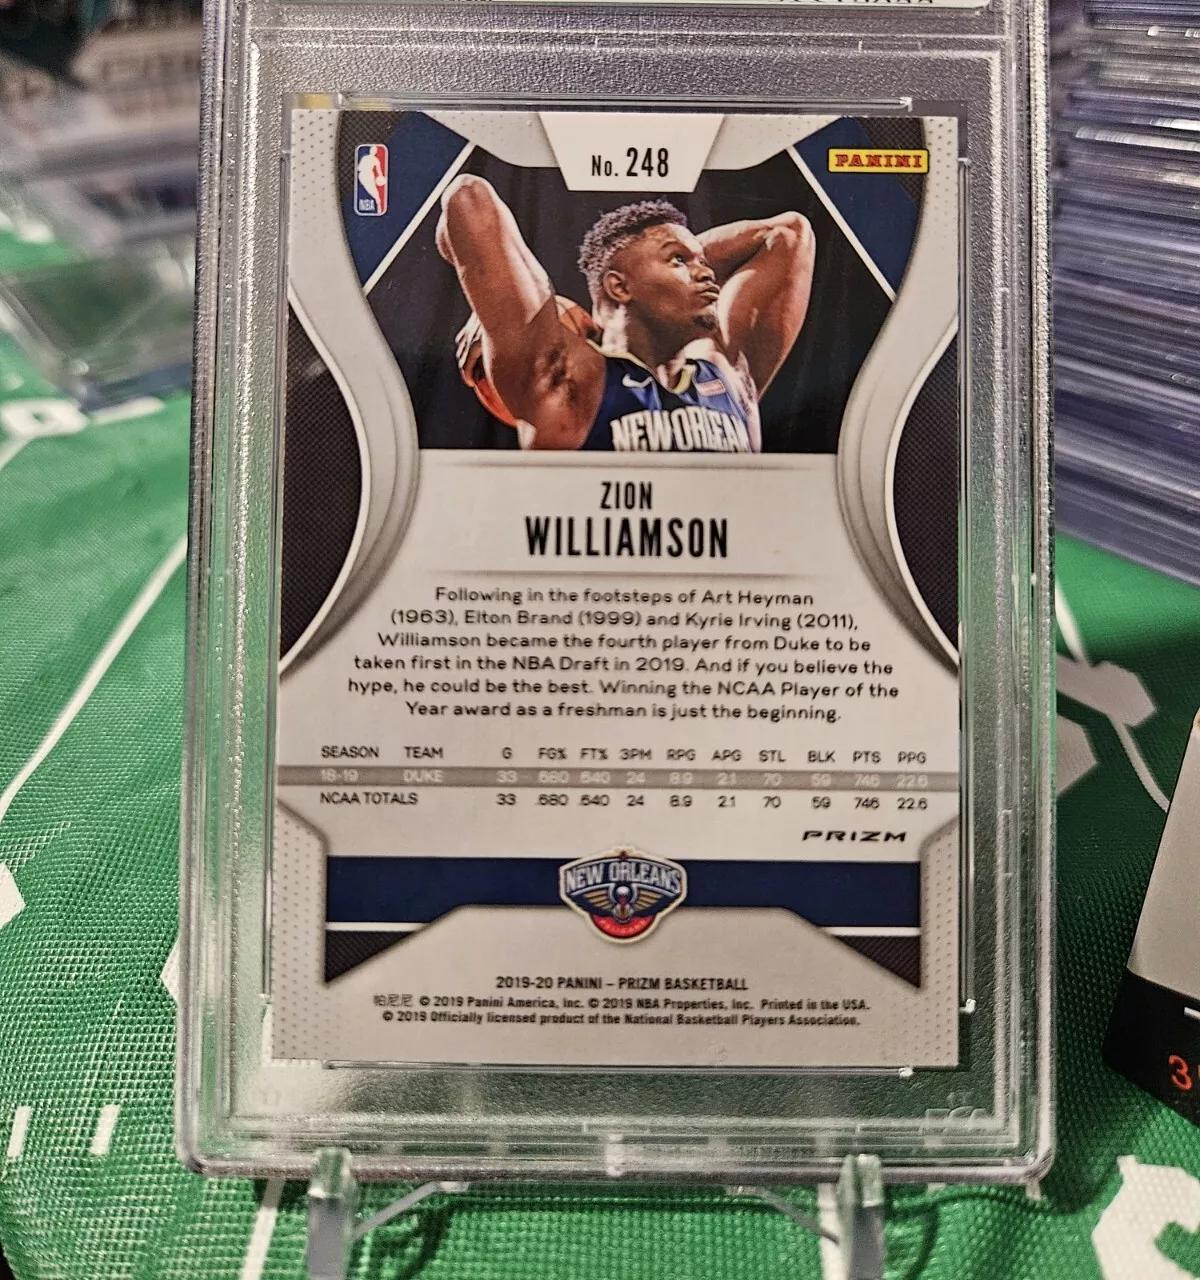 No. 248
PANINI
NBA
NEW ORLEAN
ZION
WILLIAMSON
Following in the footsteps of Art Heyman
(1963), Elton Brand (1999) and Kyrie Irving (2011),
Williamson became the fourth player from Duke to be
taken first in the NBA Draft in 2019. And if you believe the
hype, he could be the best. Winning the NCAA Player of the
Year award as a freshman is just the beginning.
SEASON TEAM G FG% FT% 3PM RPG APG STL BLK PTS PPG
18-19 DUKE 33 .680 .640 24 8.9 2.1 70 59 746 22.6
NCAA TOTALS 33 .680 .640 24 8.9 2.1 70 59 746 22.6
PRIZM
NEW ORLEANS
PELICANS
2019-20 PANINI – PRIZM BASKETBALL
帕尼尼 © 2019 Panini America, Inc. © 2019 NBA Properties, Inc. Printed in the USA.
© 2019 Officially licensed product of the National Basketball Players Association.
PSA